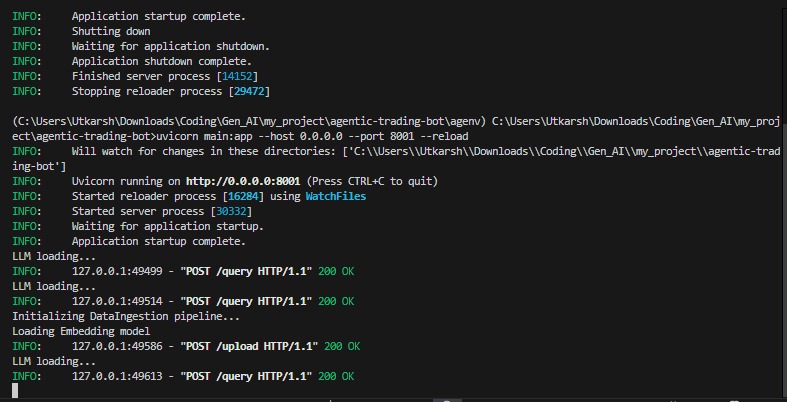 INFO:     Application startup complete.
INFO:     Shutting down
INFO:     Waiting for application shutdown.
INFO:     Application shutdown complete.
INFO:     Finished server process [14152]
INFO:     Stopping reloader process [29472]
(C:\Users\Utkarsh\Downloads\Coding\Gen_AI\my_project\agentic-trading-bot\agenv) C:\Users\Utkarsh\Downloads\Coding\Gen_AI\my_proj
ect\agentic-trading-bot>uvicorn main:app --host 0.0.0.0 --port 8001 --reload
INFO:     Will watch for changes in these directories: ['C:\\Users\\Utkarsh\\Downloads\\Coding\\Gen_AI\\my_project\\agentic-trad
ing-bot']
INFO:     Uvicorn running on http://0.0.0.0:8001 (Press CTRL+C to quit)
INFO:     Started reloader process [16284] using WatchFiles
INFO:     Started server process [30332]
INFO:     Waiting for application startup.
INFO:     Application startup complete.
LLM loading...
INFO:     127.0.0.1:49499 - "POST /query HTTP/1.1" 200 OK
LLM loading...
INFO:     127.0.0.1:49514 - "POST /query HTTP/1.1" 200 OK
Initializing DataIngestion pipeline...
Loading Embedding model
INFO:     127.0.0.1:49586 - "POST /upload HTTP/1.1" 200 OK
LLM loading...
INFO:     127.0.0.1:49613 - "POST /query HTTP/1.1" 200 OK